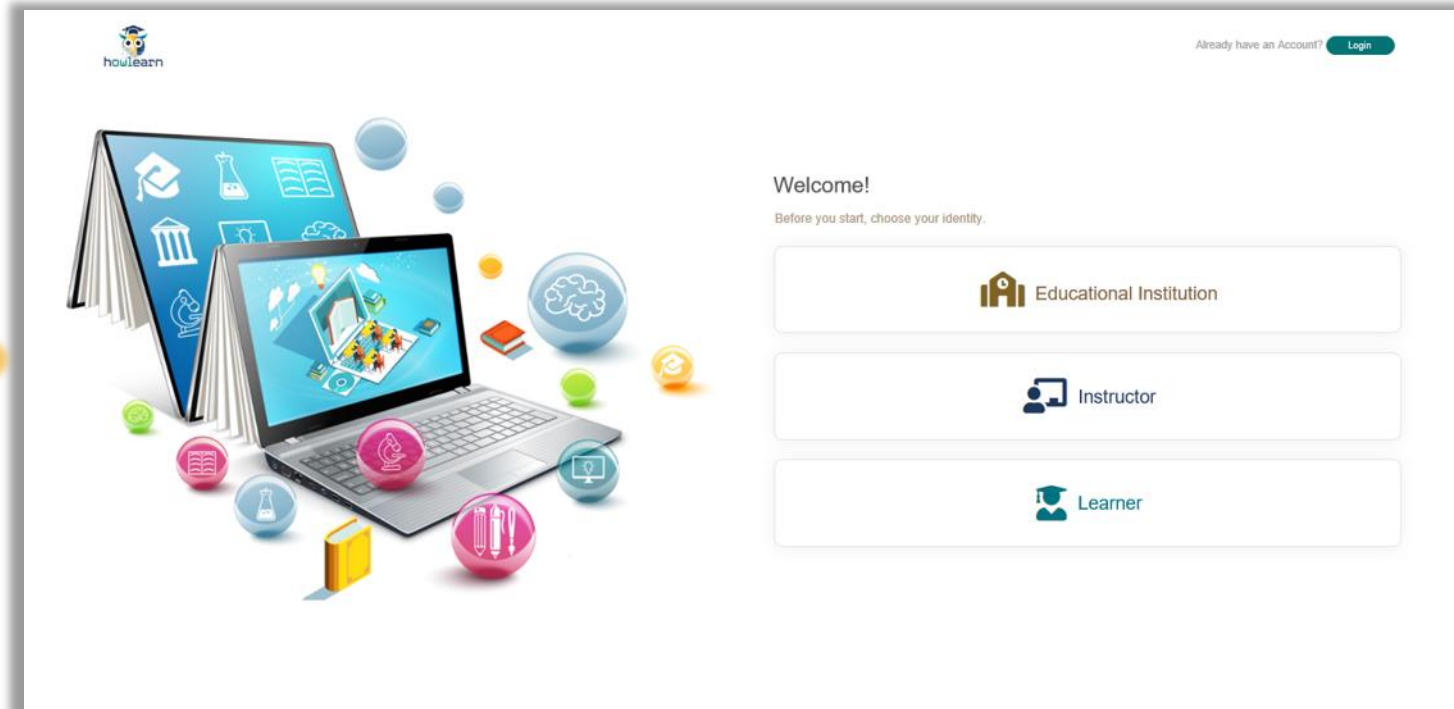 howlearn
Already have an Account? Login
Welcome!
Before you start, choose your identity.
Educational Institution
Instructor
Learner